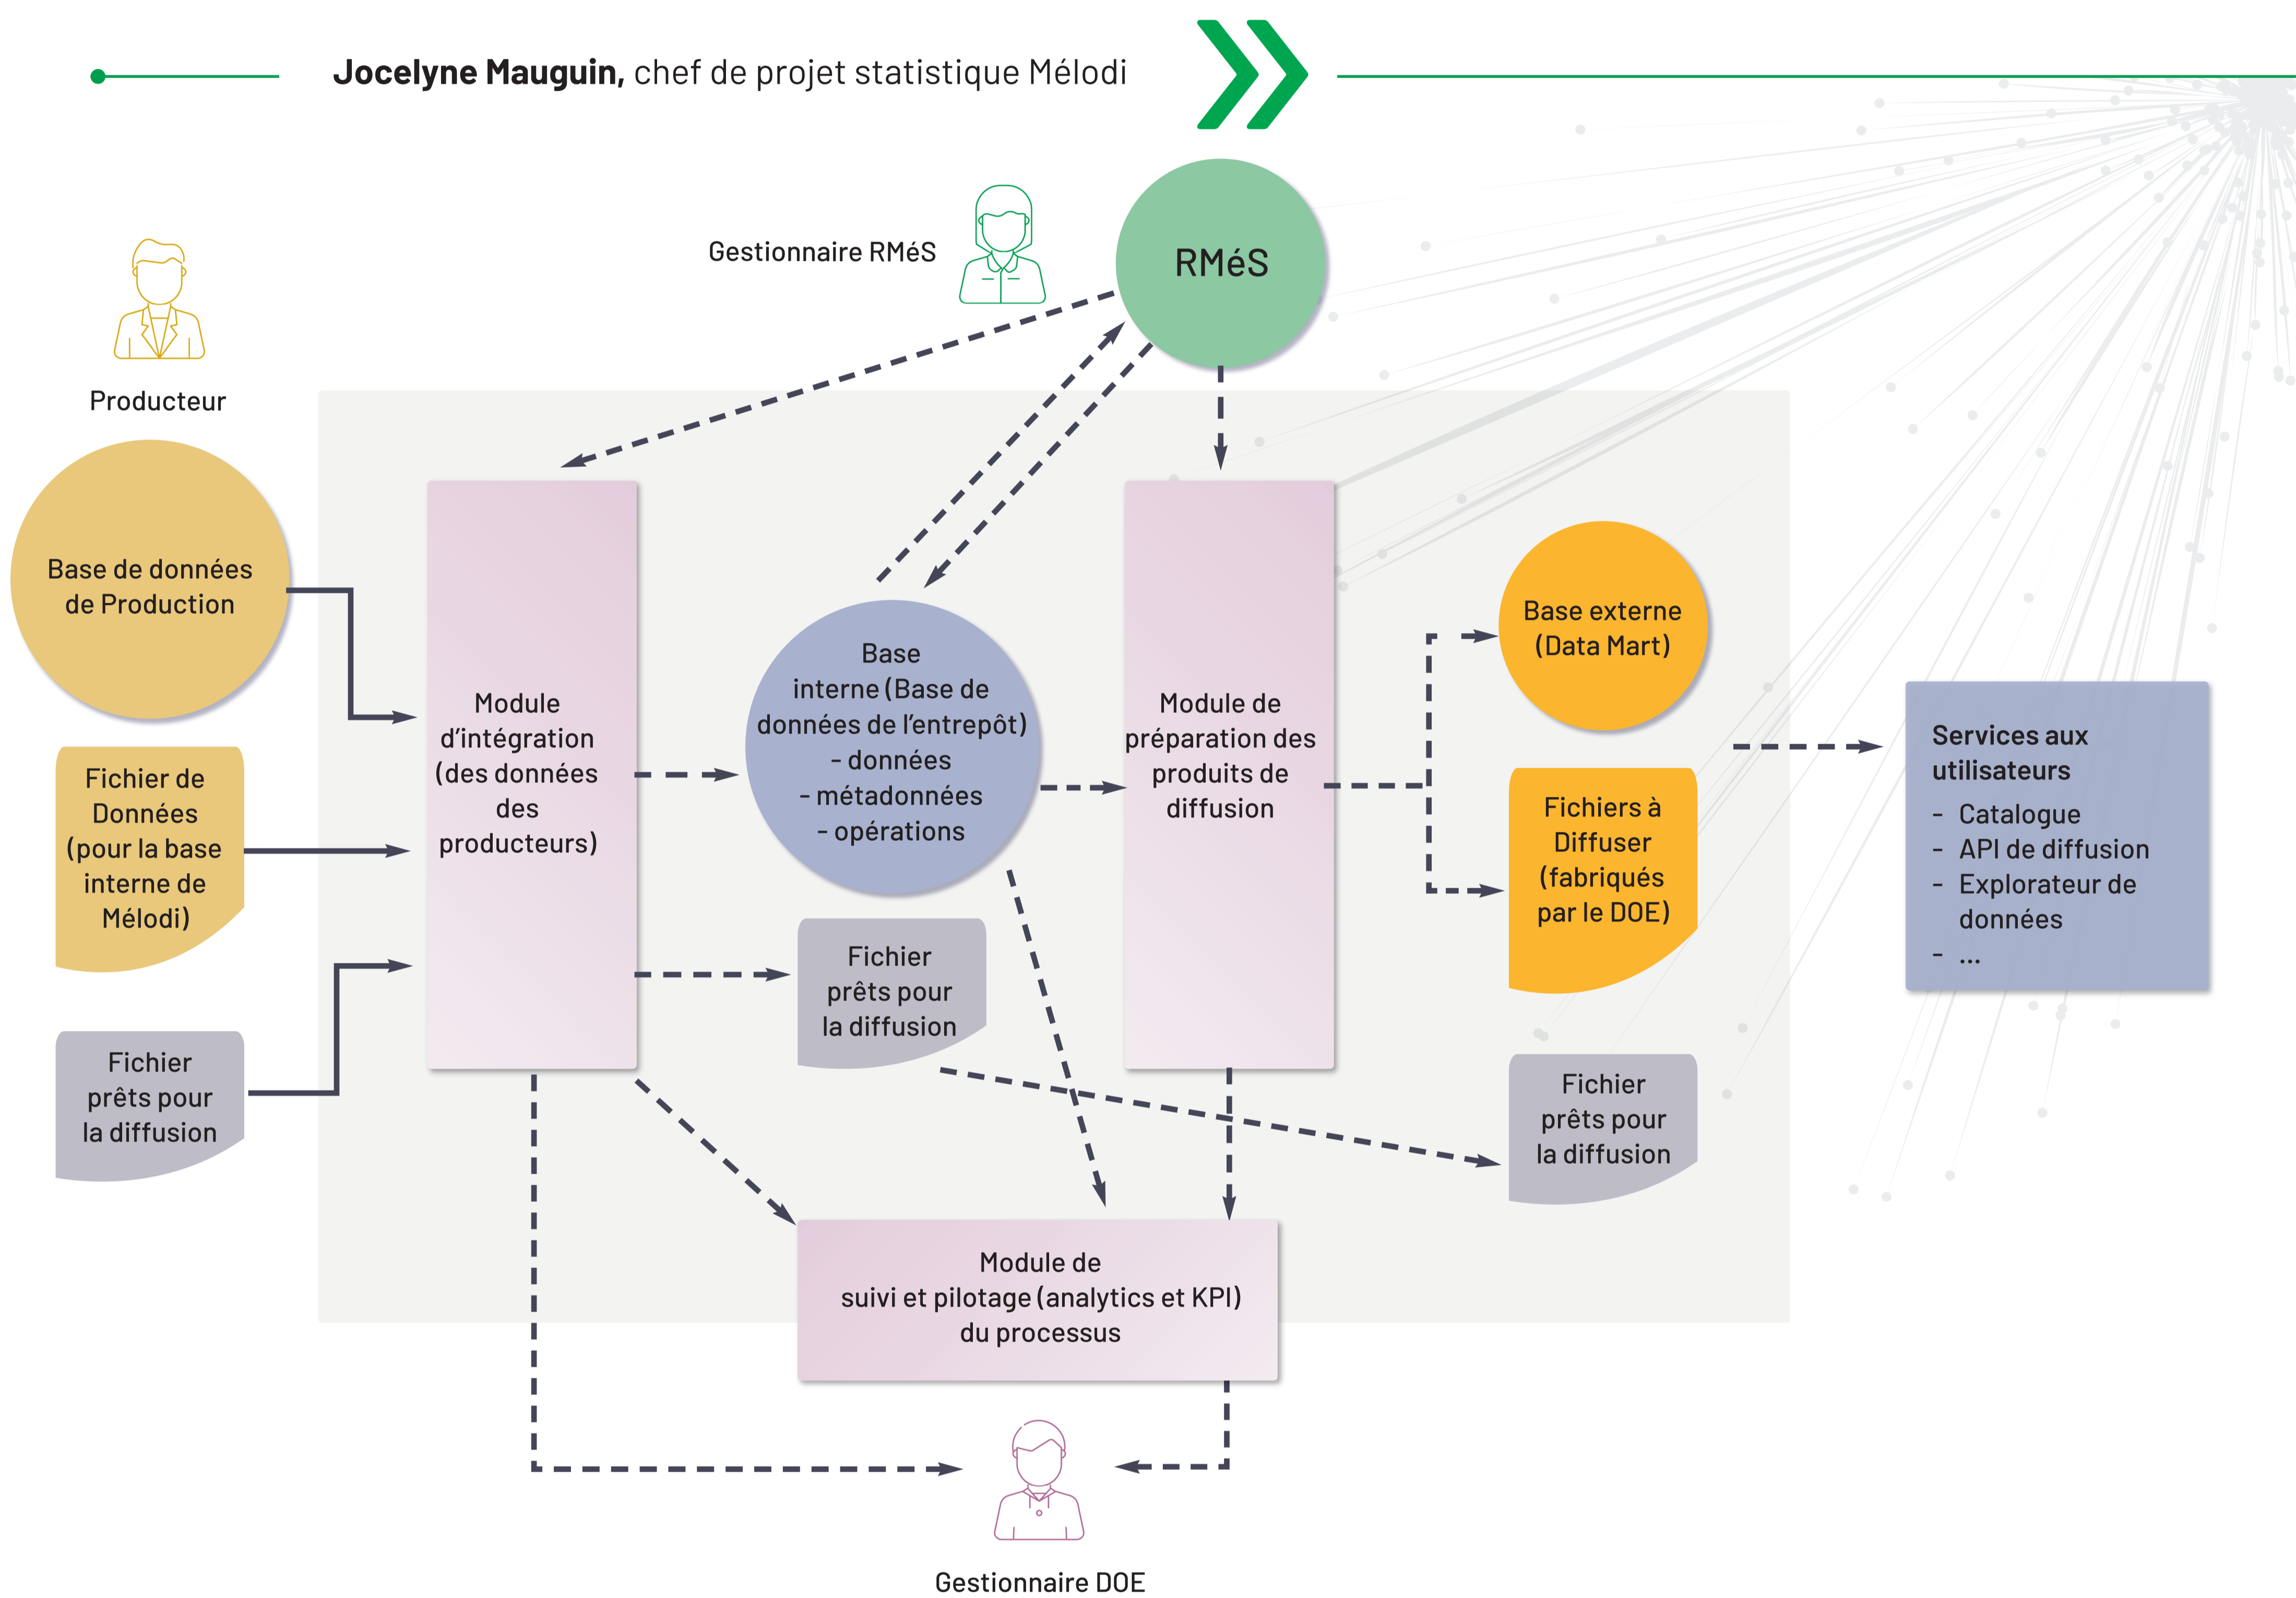 Jocelyne Mauguin, chef de projet statistique Mélodi
Gestionnaire RMéS
RMéS
Producteur
Base de données
de Production
Fichier de
Données
(pour la base
interne de
Mélodi)
Fichier
prêts pour
la diffusion
Module
d'intégration
(des données
des
producteurs)
Base
interne (Base de
données de l'entrepôt)
- données
- métadonnées
- opérations
Fichier
prêts pour
la diffusion
Module de
préparation des
produits de
diffusion
Base externe
(Data Mart)
Fichiers à
Diffuser
(fabriqués
par le DOE)
Fichier
prêts pour
la diffusion
Services aux
utilisateurs
- Catalogue
- API de diffusion
- Explorateur de
données
- ...
Module de
suivi et pilotage (analytics et KPI)
du processus
Gestionnaire DOE